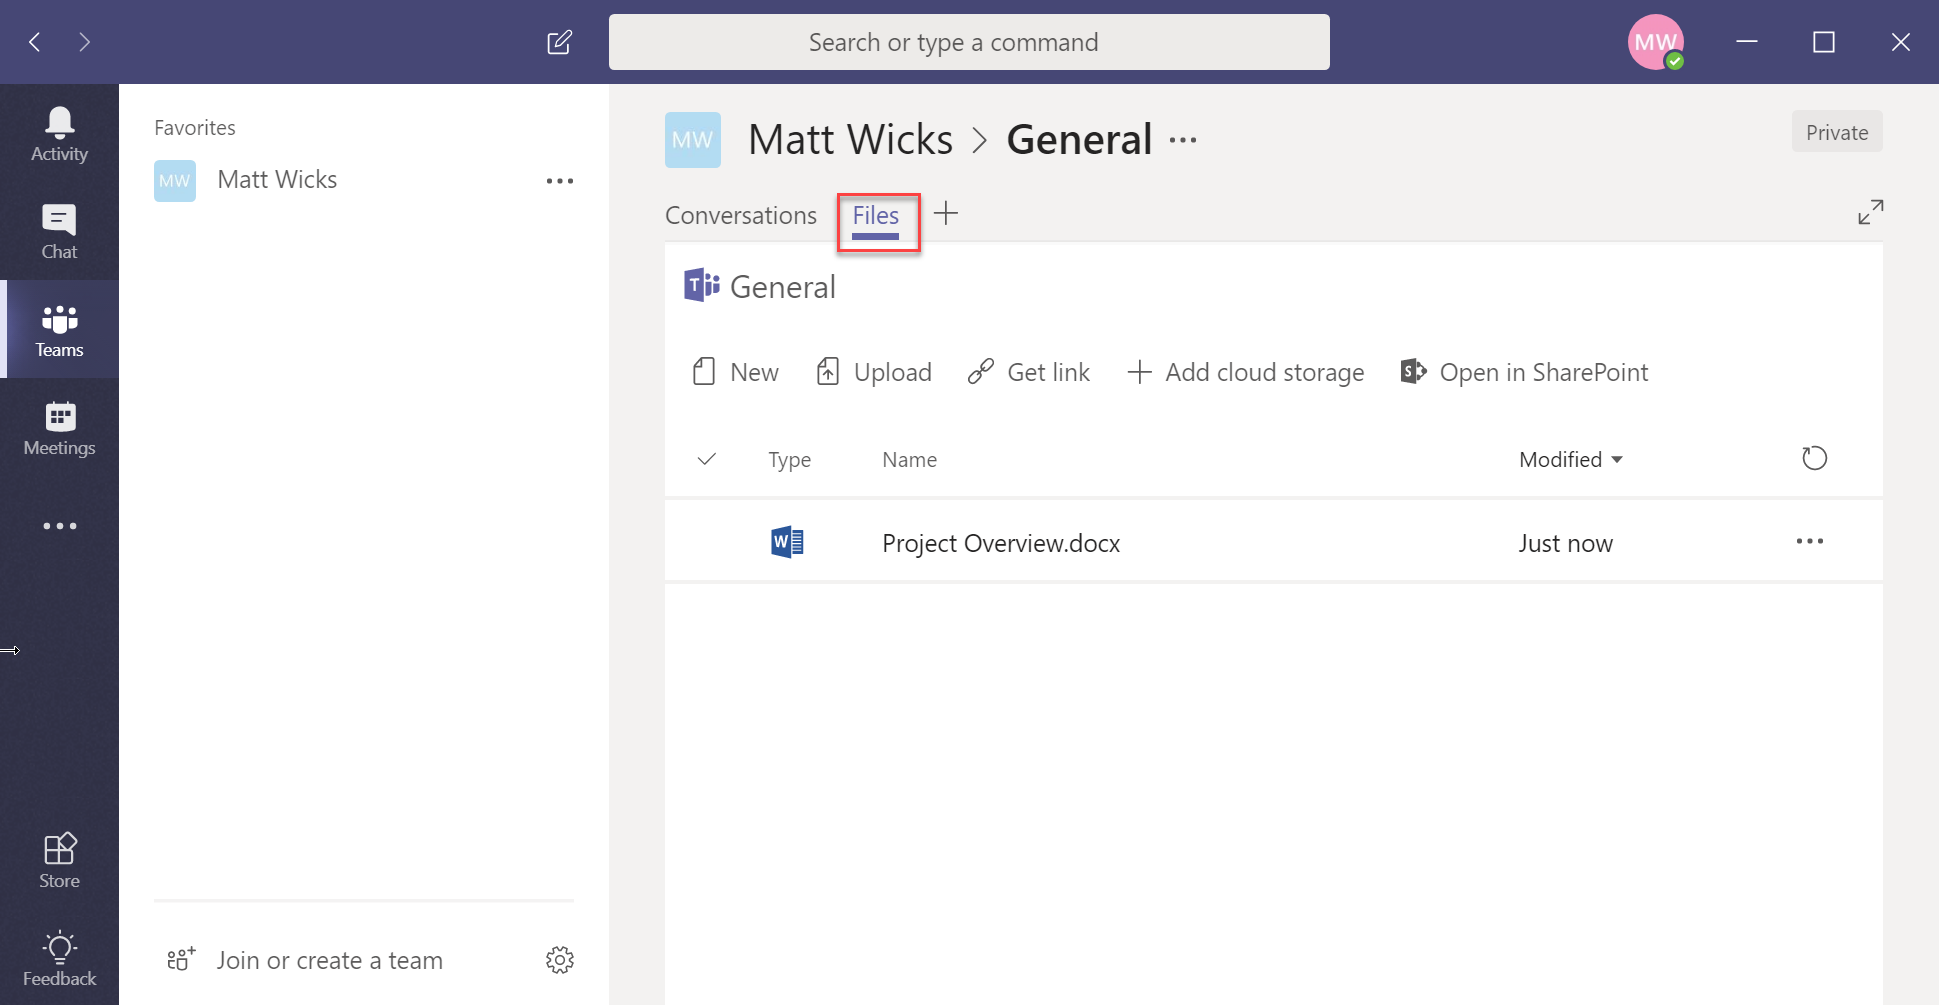 Search or type a command
MW
Activity
Chat
Teams
Meetings
Store
Feedback
Favorites
MW Matt Wicks
Join or create a team
MW Matt Wicks > General
Private
Conversations Files
T General
New Upload Get link Add cloud storage S Open in SharePoint
Type Name Modified
W Project Overview.docx Just now